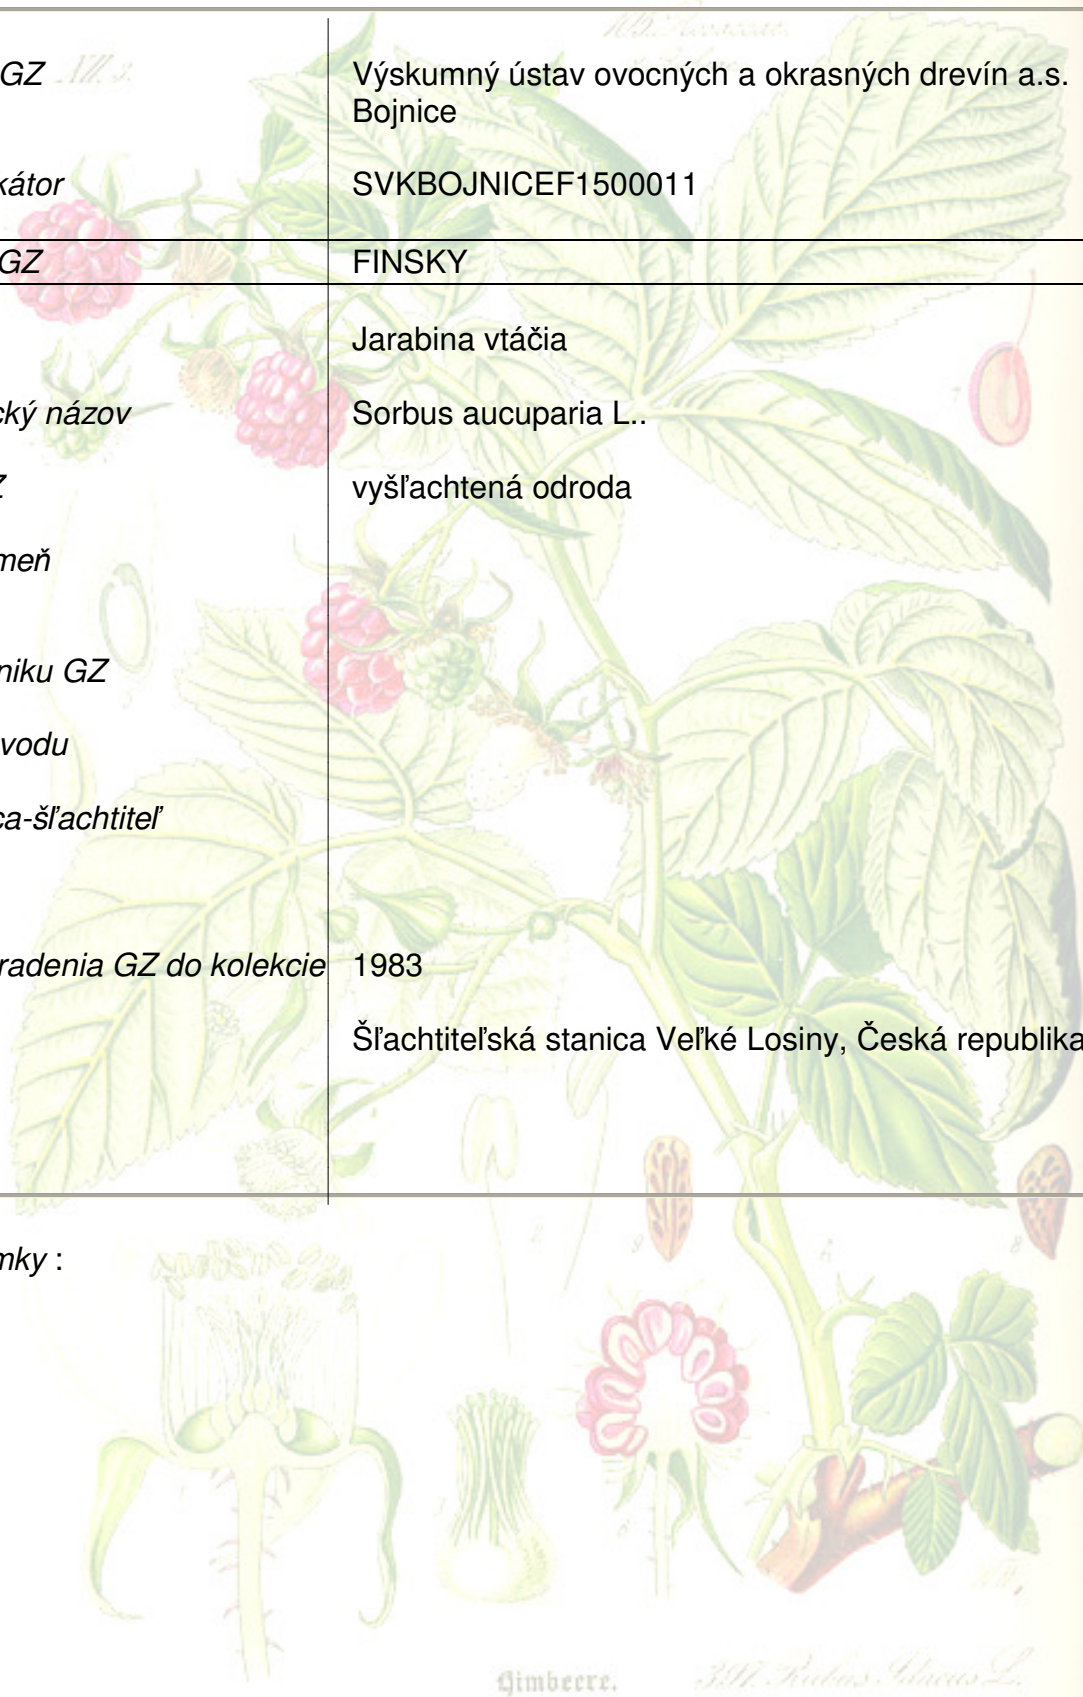 GZ Výskumný ústav ovocných a okrasných drevín a.s.
Bojnice
kátor SVKBOJNICEF1500011
GZ FINSKY
Jarabina vtáčia
cký názov Sorbus aucuparia L..
Z vyšľachtená odroda
meň
niku GZ
vodu
ca-šľachtiteľ
radenia GZ do kolekcie 1983
Šľachtiteľská stanica Veľké Losiny, Česká republika
mky :
Himbeere. Rubus Idaeus L.